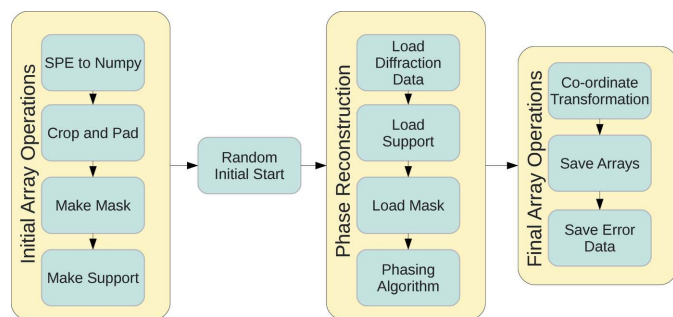 Initial Array Operations
SPE to Numpy
Crop and Pad
Make Mask
Make Support
Random
Initial Start
Phase Reconstruction
Load
Diffraction
Data
Load
Support
Load Mask
Phasing
Algorithm
Final Array Operations
Co-ordinate
Transformation
Save Arrays
Save Error
Data